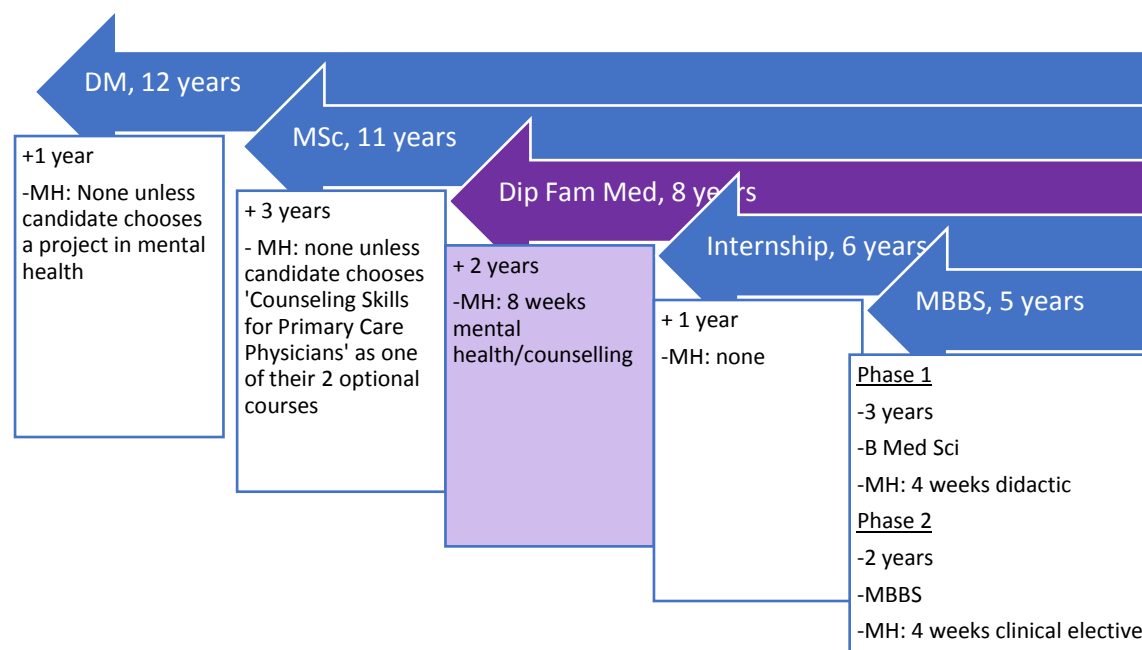 DM, 12 years
+1 year
-MH: None unless
candidate chooses
a project in mental
health
MSc, 11 years
+ 3 years
- MH: none unless
candidate chooses
'Counseling Skills
for Primary Care
Physicians' as one
of their 2 optional
courses
Dip Fam Med, 8 years
+ 2 years
-MH: 8 weeks
mental
health/counselling
Internship, 6 years
+ 1 year
-MH: none
MBBS, 5 years
Phase 1
-3 years
-B Med Sci
-MH: 4 weeks didactic
Phase 2
-2 years
-MBBS
-MH: 4 weeks clinical elective